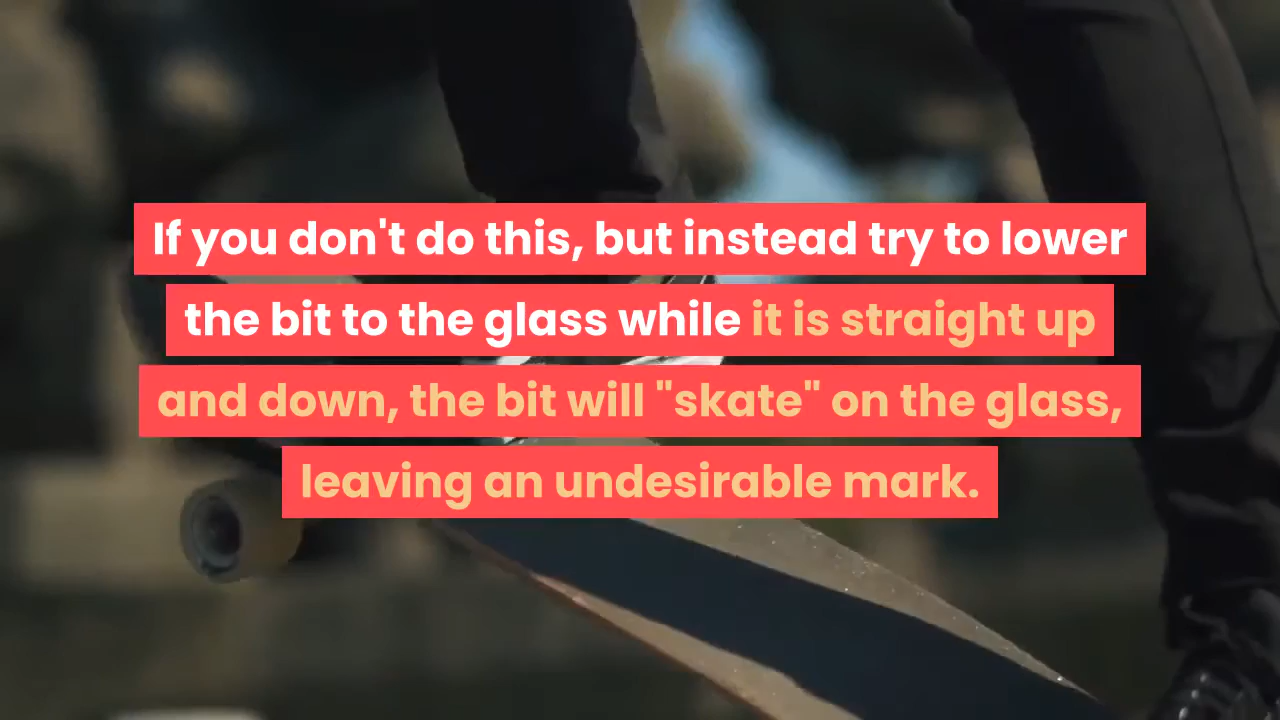 If you don't do this, but instead try to lower
the bit to the glass while it is straight up
and down, the bit will "skate" on the glass,
leaving an undesirable mark.